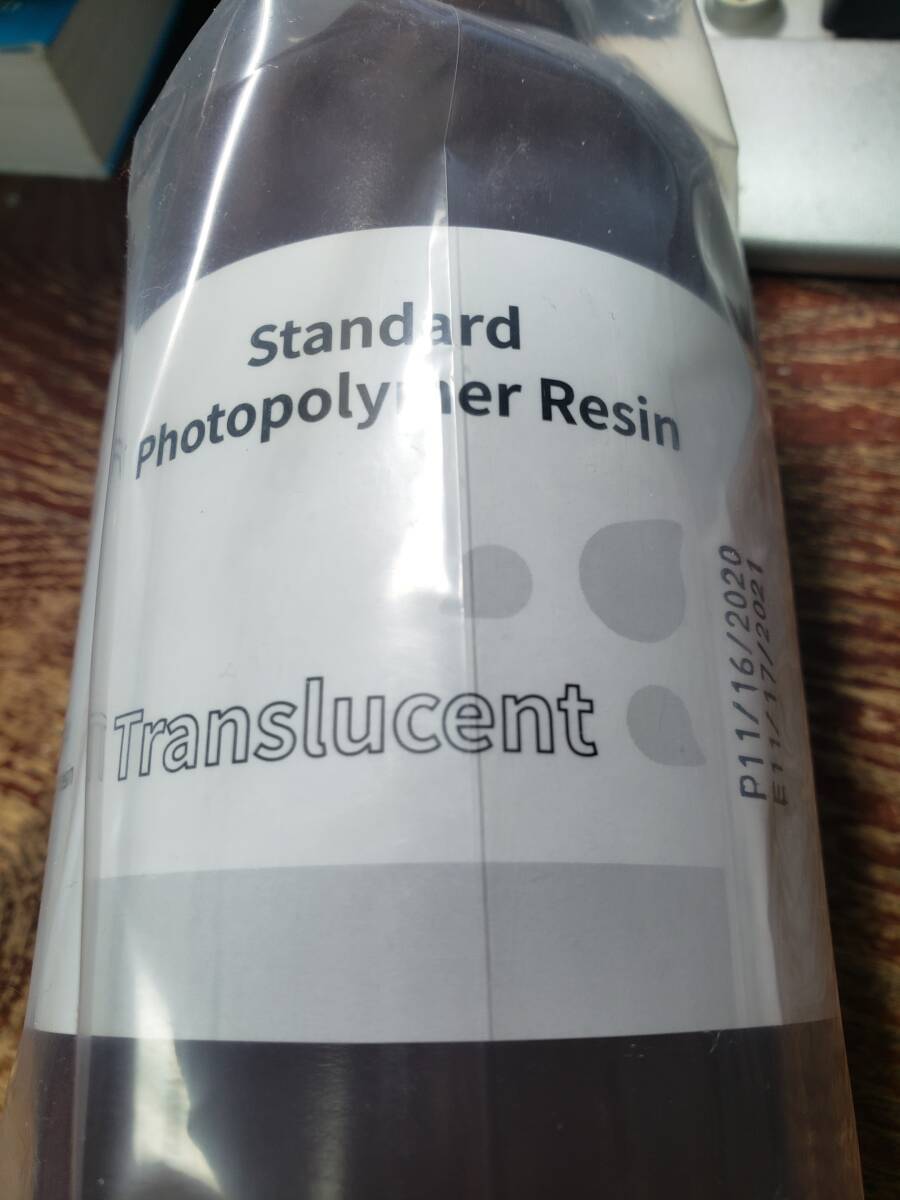 Standard
Photopolymer Resin
Translucent
P11/16/2020
E11/17/2021